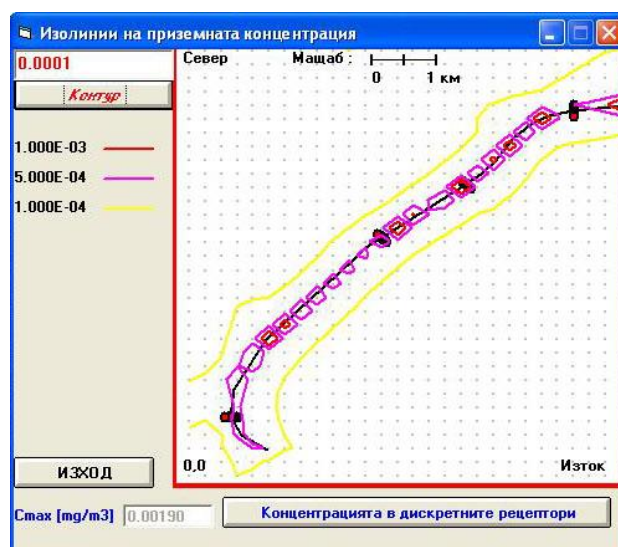 Изолинии на приземната концентрация
0.0001
Контур
1.000E-03
5.000E-04
1.000E-04
Север
Мащаб :
0 1 км
0,0
Изток
ИЗХОД
Cmax [mg/m3] 0.00190
Концентрацията в дискретните рецептори